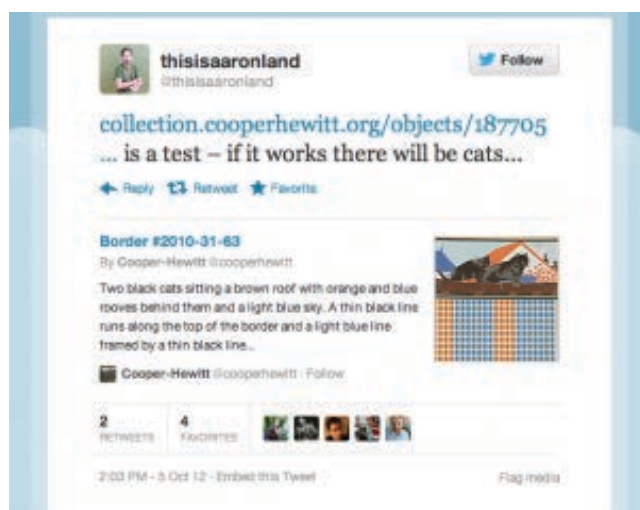 thisisaaronland
Follow
@thisisaaronland
collection.cooperhewitt.org/objects/187705
... is a test – if it works there will be cats...
Reply Retweet Favorite
Border #2010-31-63
By Cooper-Hewitt @cooperhewitt
Two black cats sitting a brown roof with orange and blue
rooves behind them and a light blue sky. A thin black line
runs along the top of the border and a light blue line
framed by a thin black line...
Cooper-Hewitt @cooperhewitt · Follow
2
RETWEETS
4
FAVORITES
2:03 PM - 5 Oct 12 · Embed this Tweet
Flag media